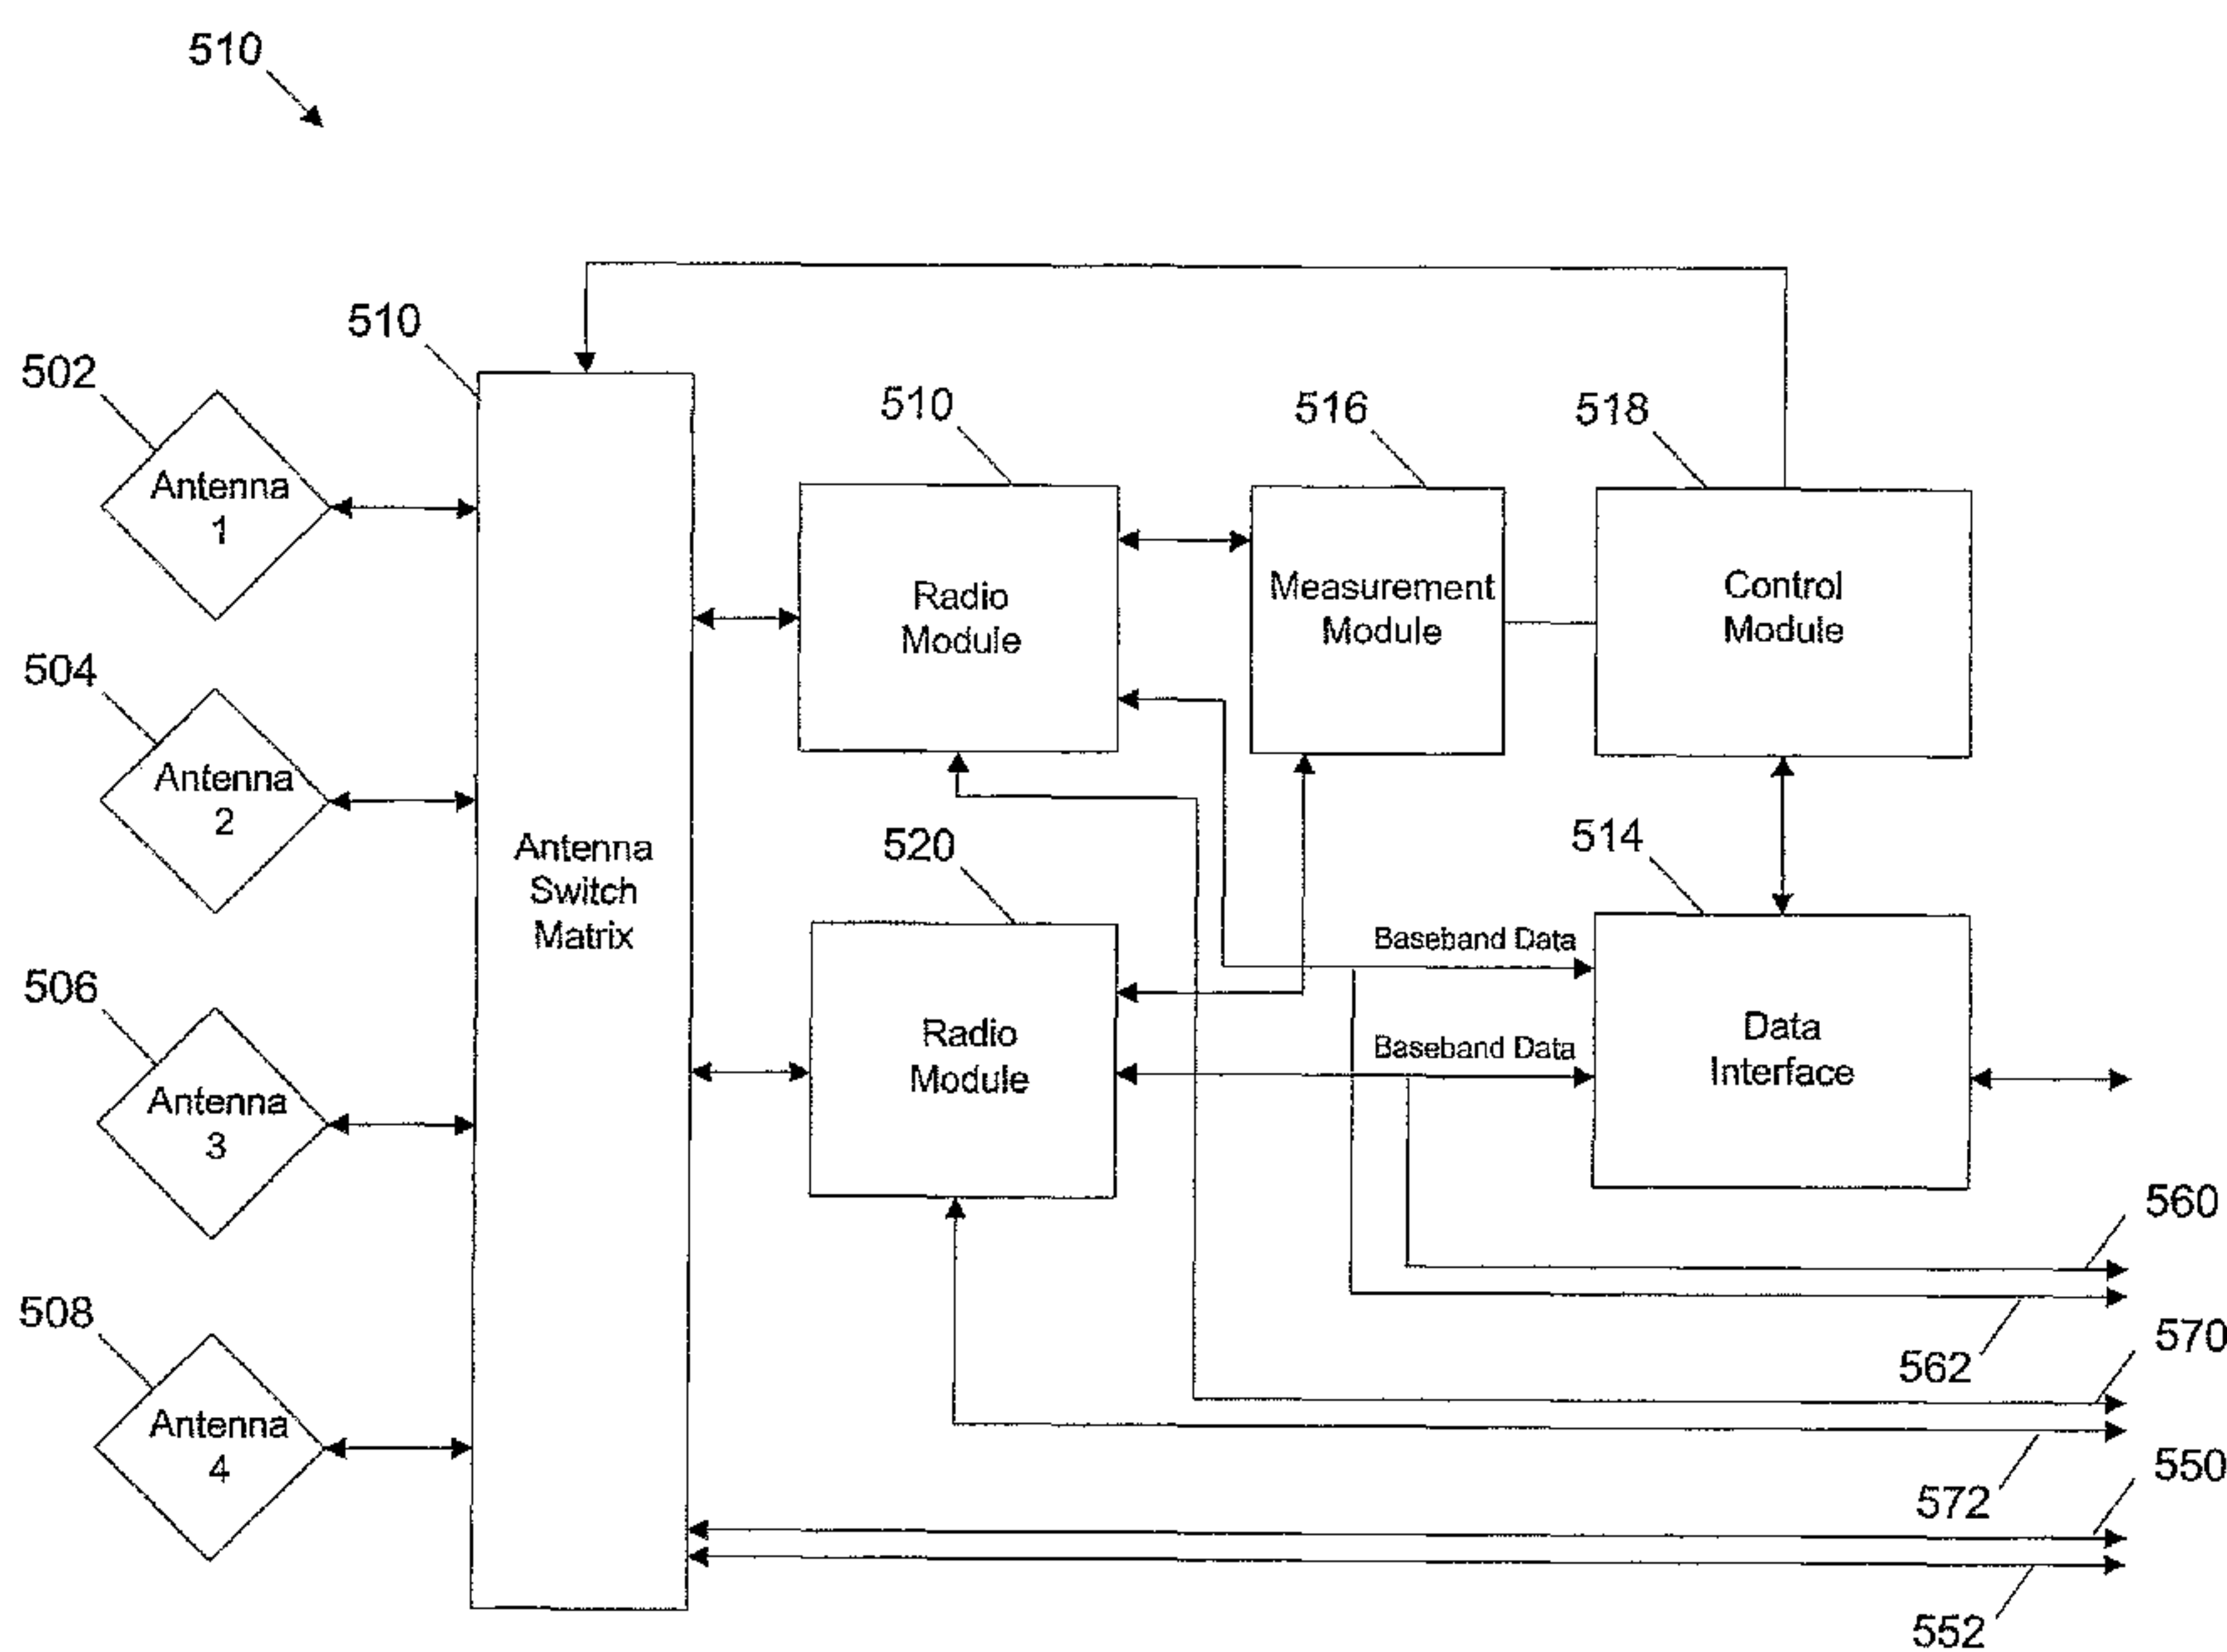 510
510
502
510
516
518
Antenna
1
Radio
Module
Measurement
Module
Control
Module
504
Antenna
2
520
514
Antenna
Switch
Matrix
Baseband Data
506
Radio
Module
Baseband Data
Data
Interface
Antenna
3
560
508
562
570
Antenna
4
572
550
552